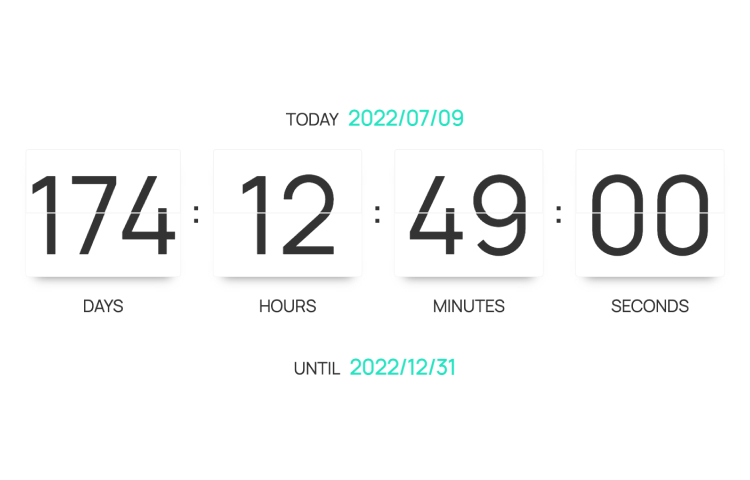 TODAY 2022/07/09
174 : 12 : 49 : 00
DAYS HOURS MINUTES SECONDS
UNTIL 2022/12/31